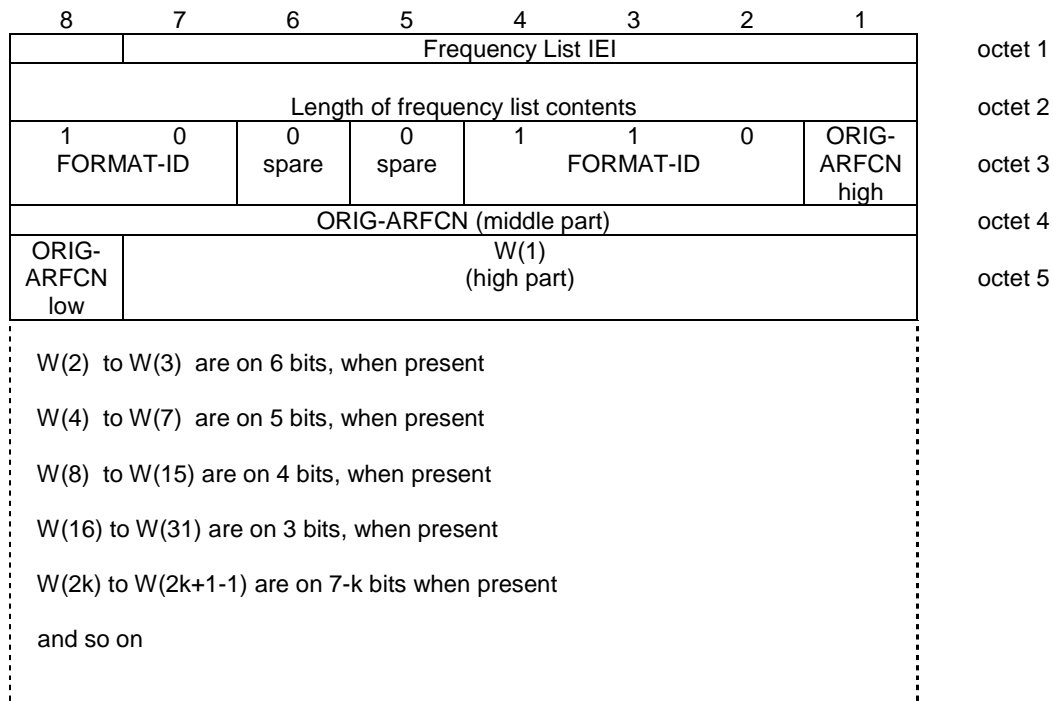 8 7 6 5 4 3 2 1
Frequency List IEI octet 1
Length of frequency list contents octet 2
1 0 0 0 1 1 0 ORIG-
FORMAT-ID spare spare FORMAT-ID ARFCN octet 3
high
ORIG-ARFCN (middle part) octet 4
ORIG- W(1)
ARFCN (high part) octet 5
low
W(2) to W(3) are on 6 bits, when present
W(4) to W(7) are on 5 bits, when present
W(8) to W(15) are on 4 bits, when present
W(16) to W(31) are on 3 bits, when present
W(2k) to W(2k+1-1) are on 7-k bits when present
and so on